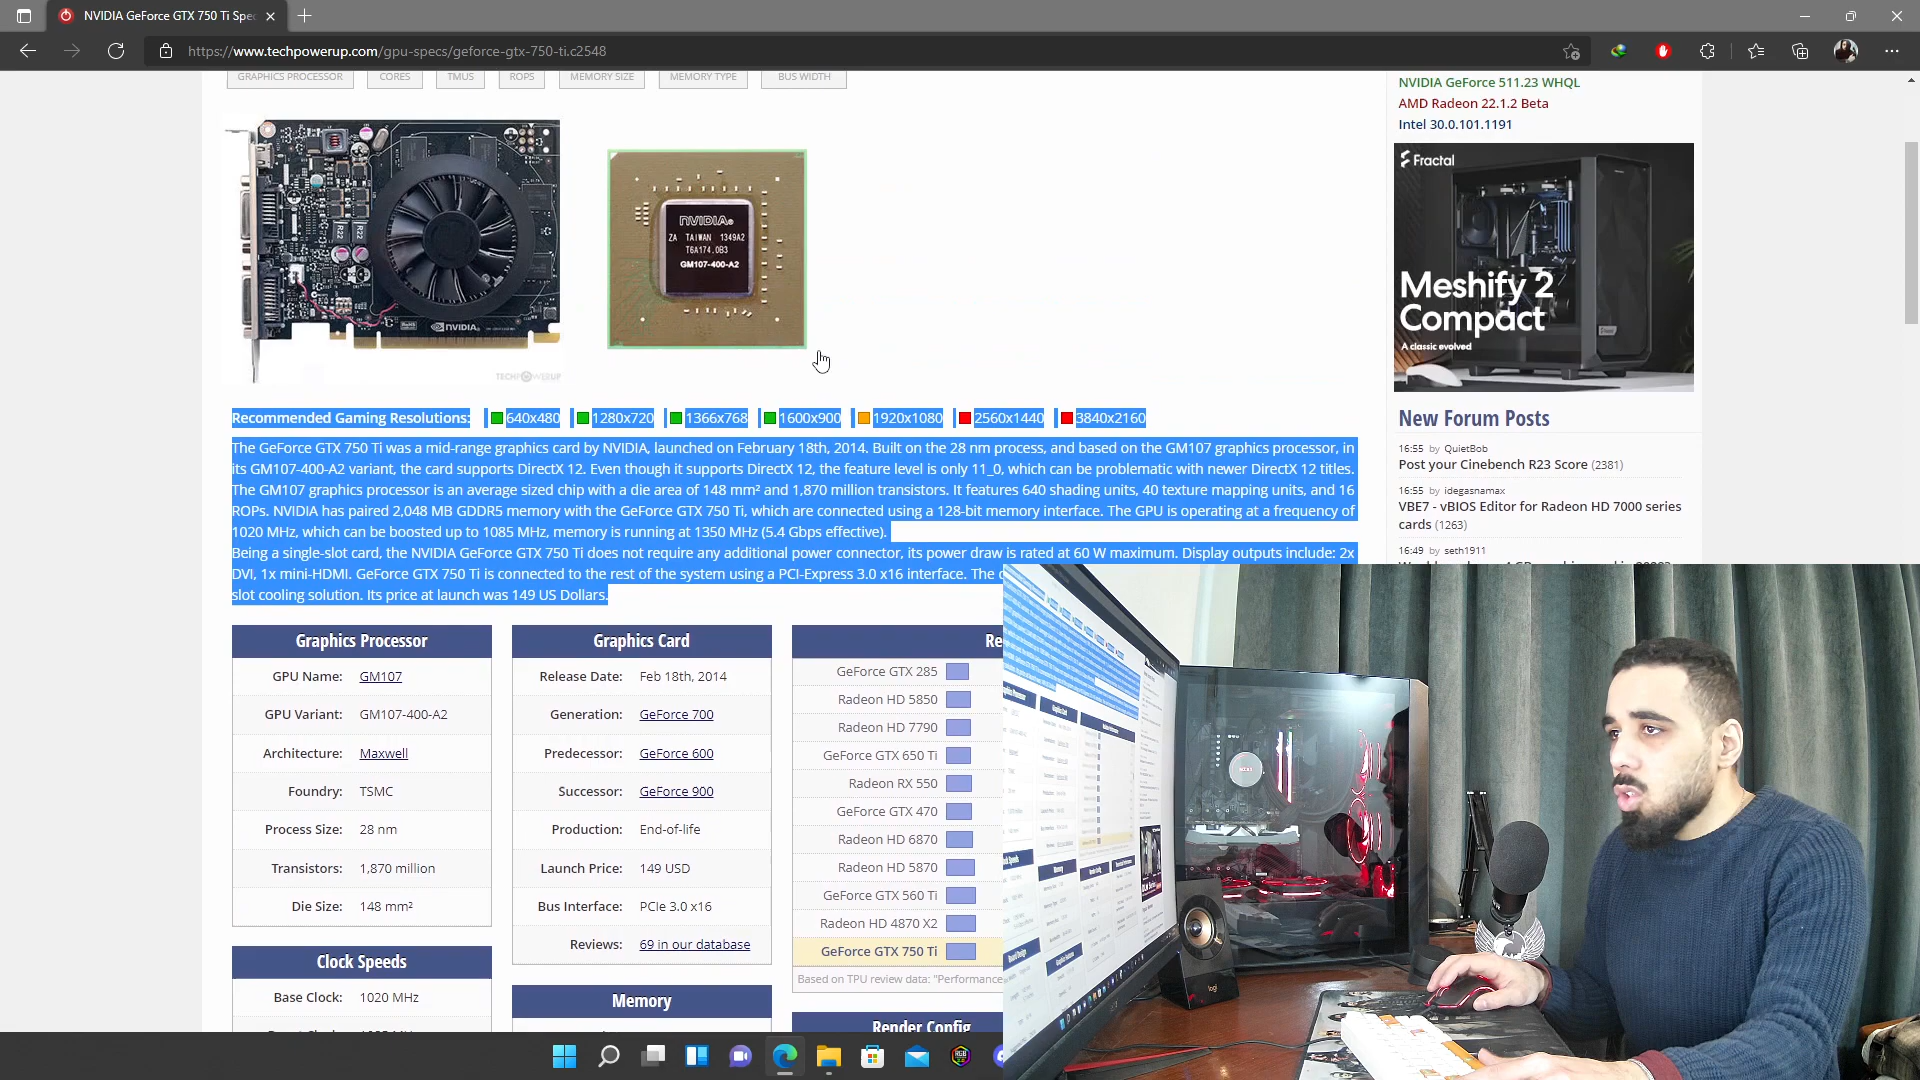 NVIDIA GeForce GTX 750 Ti Spec
https://www.techpowerup.com/gpu-specs/geforce-gtx-750-ti.c2548
GRAPHICS PROCESSOR
CORES
TMUS
ROPS
MEMORY SIZE
MEMORY TYPE
BUS WIDTH
NVIDIA
TECHPOWERUP
NVIDIA
ZA TAIWAN 1349A2
T6A174.0B3
GM107-400-A2
Recommended Gaming Resolutions: 640x480 1280x720 1366x768 1600x900 1920x1080 2560x1440 3840x2160
The GeForce GTX 750 Ti was a mid-range graphics card by NVIDIA, launched on February 18th, 2014. Built on the 28 nm process, and based on the GM107 graphics processor, in
its GM107-400-A2 variant, the card supports DirectX 12. Even though it supports DirectX 12, the feature level is only 11_0, which can be problematic with newer DirectX 12 titles.
The GM107 graphics processor is an average sized chip with a die area of 148 mm² and 1,870 million transistors. It features 640 shading units, 40 texture mapping units, and 16
ROPs. NVIDIA has paired 2,048 MB GDDR5 memory with the GeForce GTX 750 Ti, which are connected using a 128-bit memory interface. The GPU is operating at a frequency of
1020 MHz, which can be boosted up to 1085 MHz, memory is running at 1350 MHz (5.4 Gbps effective).
Being a single-slot card, the NVIDIA GeForce GTX 750 Ti does not require any additional power connector, its power draw is rated at 60 W maximum. Display outputs include: 2x
DVI, 1x mini-HDMI. GeForce GTX 750 Ti is connected to the rest of the system using a PCI-Express 3.0 x16 interface. The
slot cooling solution. Its price at launch was 149 US Dollars.
Graphics Processor
GPU Name: GM107
GPU Variant: GM107-400-A2
Architecture: Maxwell
Foundry: TSMC
Process Size: 28 nm
Transistors: 1,870 million
Die Size: 148 mm²
Clock Speeds
Base Clock: 1020 MHz
Graphics Card
Release Date: Feb 18th, 2014
Generation: GeForce 700
Predecessor: GeForce 600
Successor: GeForce 900
Production: End-of-life
Launch Price: 149 USD
Bus Interface: PCIe 3.0 x16
Reviews: 69 in our database
Memory
Re
GeForce GTX 285
Radeon HD 5850
Radeon HD 7790
GeForce GTX 650 Ti
Radeon RX 550
GeForce GTX 470
Radeon HD 6870
Radeon HD 5870
GeForce GTX 560 Ti
Radeon HD 4870 X2
GeForce GTX 750 Ti
Based on TPU review data: "Performance
Render Config
NVIDIA GeForce 511.23 WHQL
AMD Radeon 22.1.2 Beta
Intel 30.0.101.1191
Fractal
Meshify 2
Compact
A classic evolved
New Forum Posts
16:55 by QuietBob
Post your Cinebench R23 Score (2381)
16:55 by idegasnamax
VBE7 - vBIOS Editor for Radeon HD 7000 series
cards (1263)
16:49 by seth1911
logi